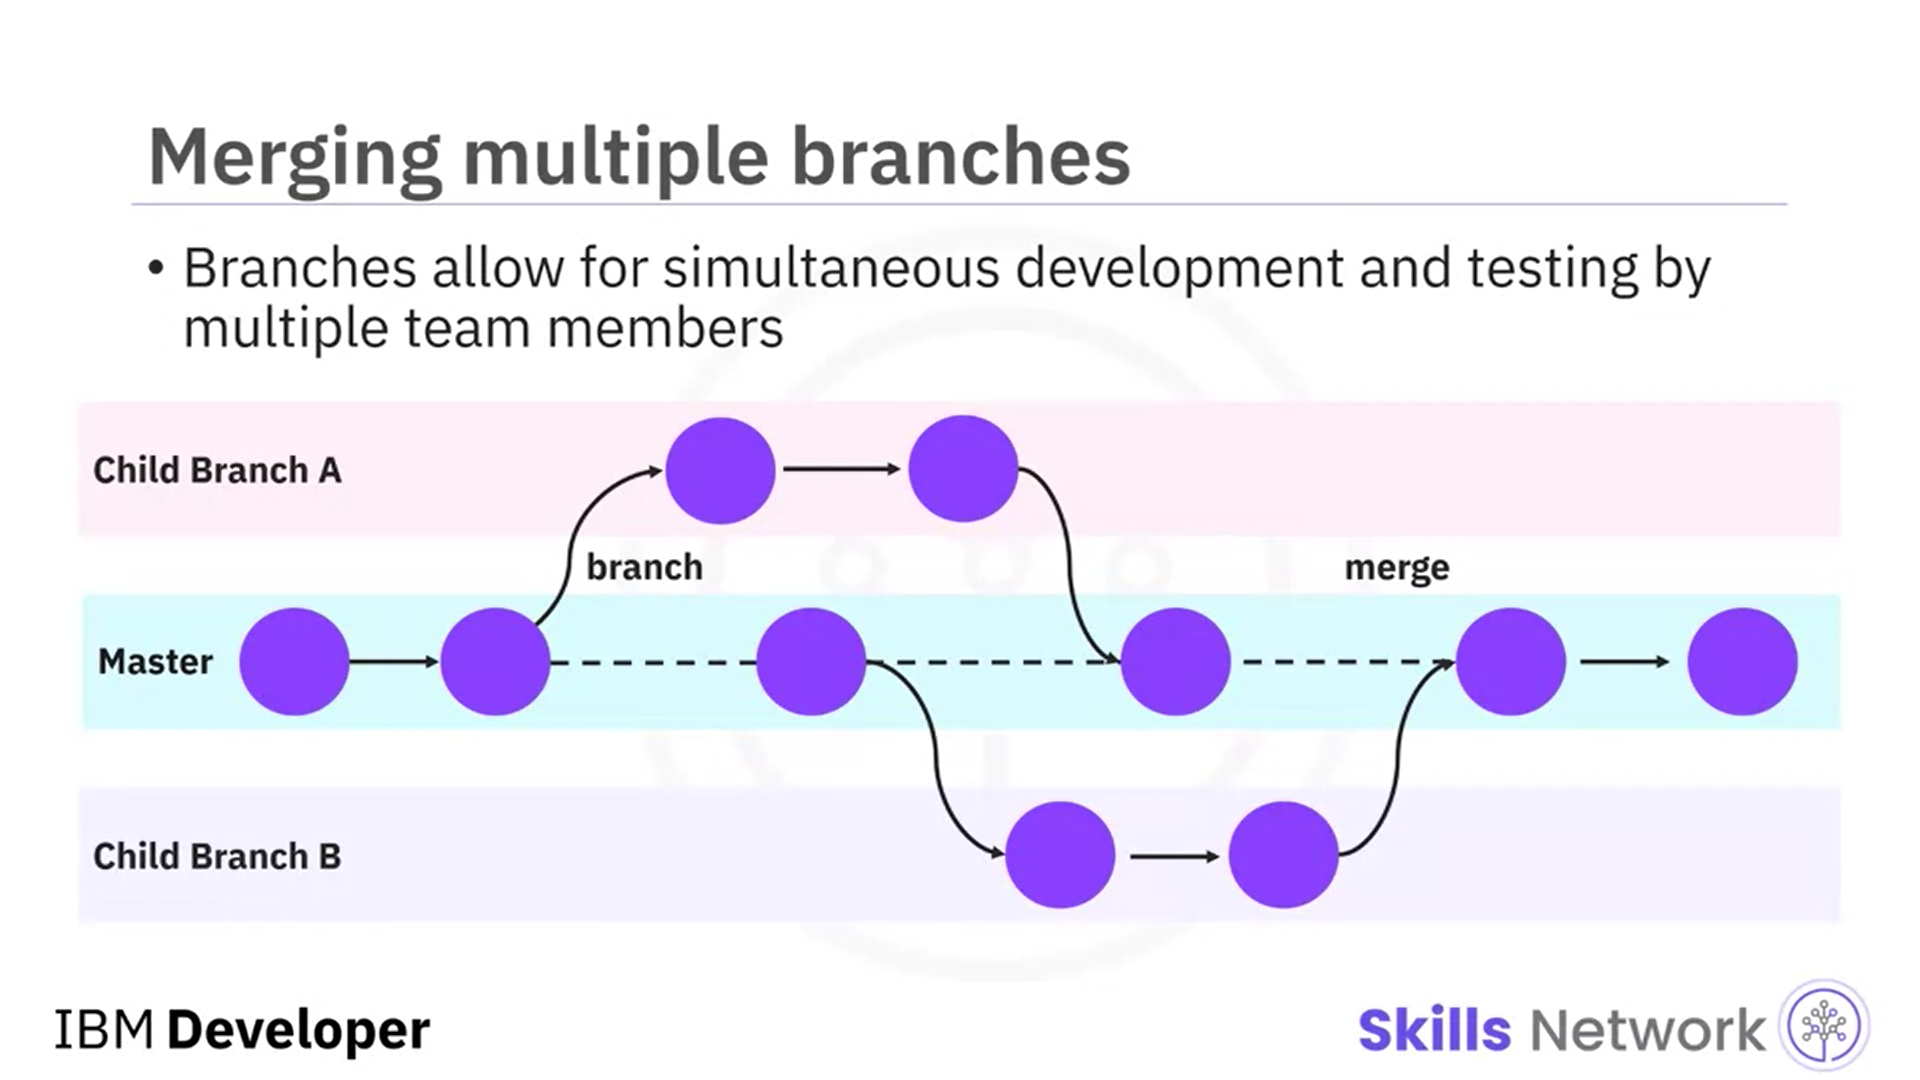 Merging multiple branches
• Branches allow for simultaneous development and testing by
multiple team members
Child Branch A
branch
merge
Master
Child Branch B
IBM Developer
Skills Network